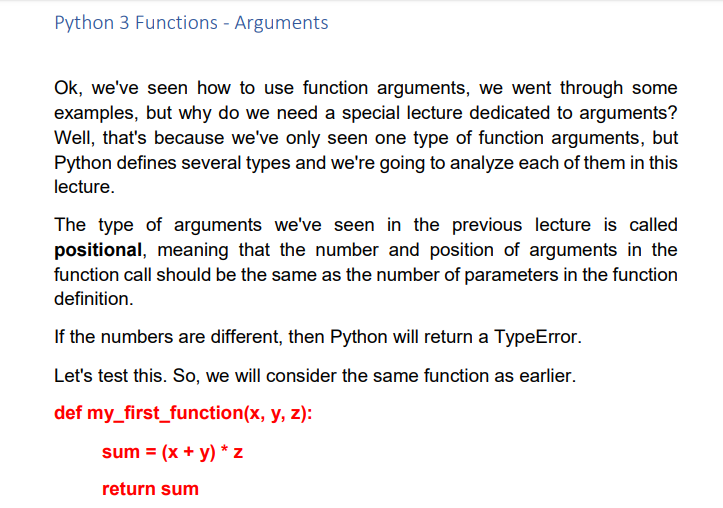 Python 3 Functions - Arguments
Ok, we've seen how to use function arguments, we went through some
examples, but why do we need a special lecture dedicated to arguments?
Well, that's because we've only seen one type of function arguments, but
Python defines several types and we're going to analyze each of them in this
lecture.
The type of arguments we've seen in the previous lecture is called
positional, meaning that the number and position of arguments in the
function call should be the same as the number of parameters in the function
definition.
If the numbers are different, then Python will return a TypeError.
Let's test this. So, we will consider the same function as earlier.
def my_first_function(x, y, z):
sum = (x + y) * z
return sum